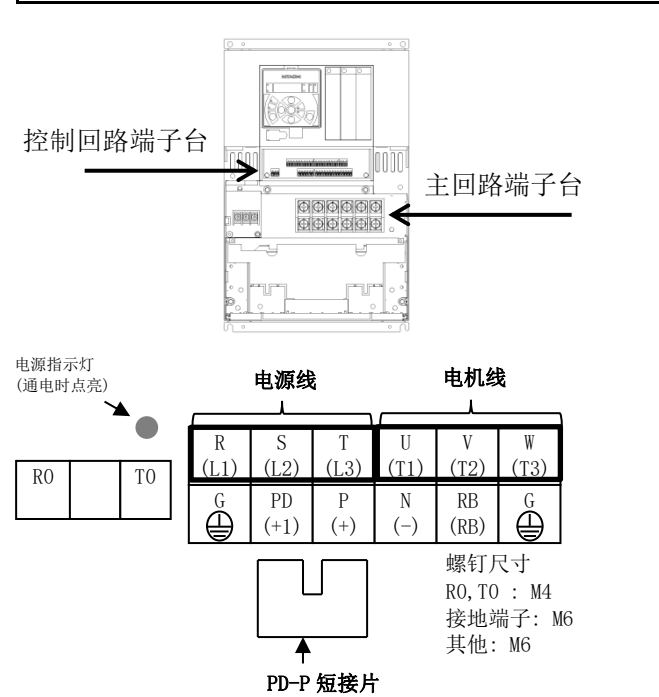 HITACHI
控制回路端子台
主回路端子台
电源指示灯
(通电时点亮)
电源线
电机线
R
(L1)
S
(L2)
T
(L3)
U
(T1)
V
(T2)
W
(T3)
R0
T0
G
PD
(+1)
P
(+)
N
(-)
RB
(RB)
G
螺钉尺寸
R0,T0 : M4
接地端子: M6
其他: M6
PD-P 短接片